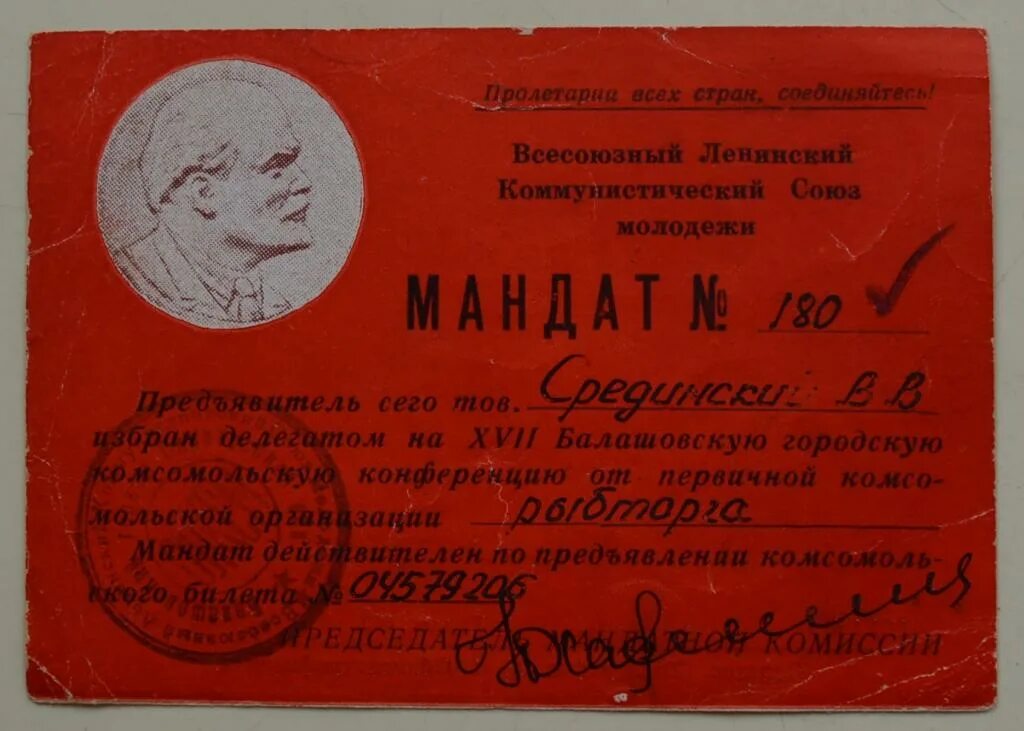 Пролетарии всех стран, соединяйтесь!
Всесоюзный Ленинский
Коммунистический Союз
молодежи
МАНДАТ № 180
Предъявитель сего тов. Срединский В В
избран делегатом на XVII Балашовскую городскую
комсомольскую конференцию от первичной комсо-
мольской организации рыбторга
Мандат действителен по предъявлении комсомоль-
ского билета № 04579206
ПРЕДСЕДАТЕЛЬ МАНДАТНОЙ КОМИССИИ